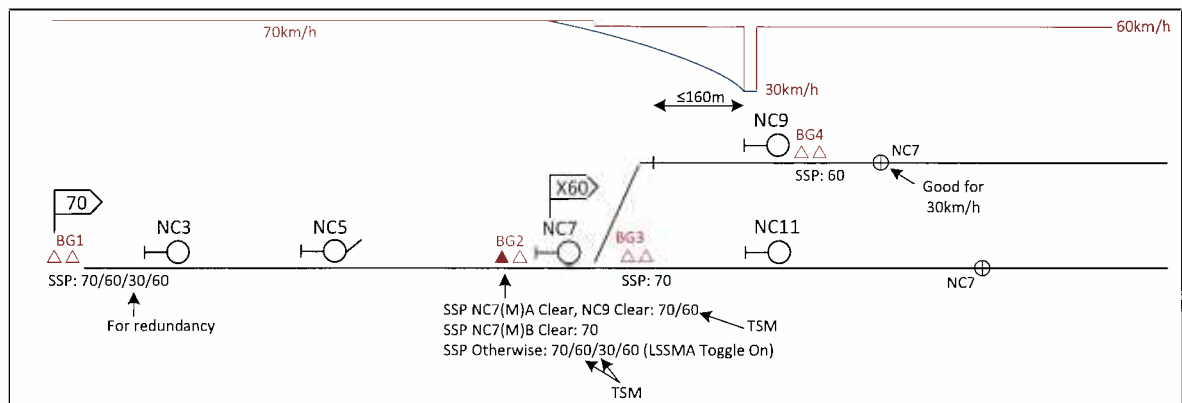 70km/h
60km/h
30km/h
≤160m
NC9
BG4
NC7
SSP: 60
Good for
30km/h
70
X60
NC3
NC5
NC7
NC11
BG1
BG2
BG3
SSP: 70/60/30/60
SSP: 70
NC7
For redundancy
SSP NC7(M)A Clear, NC9 Clear: 70/60
TSM
SSP NC7(M)B Clear: 70
SSP Otherwise: 70/60/30/60 (LSSMA Toggle On)
TSM